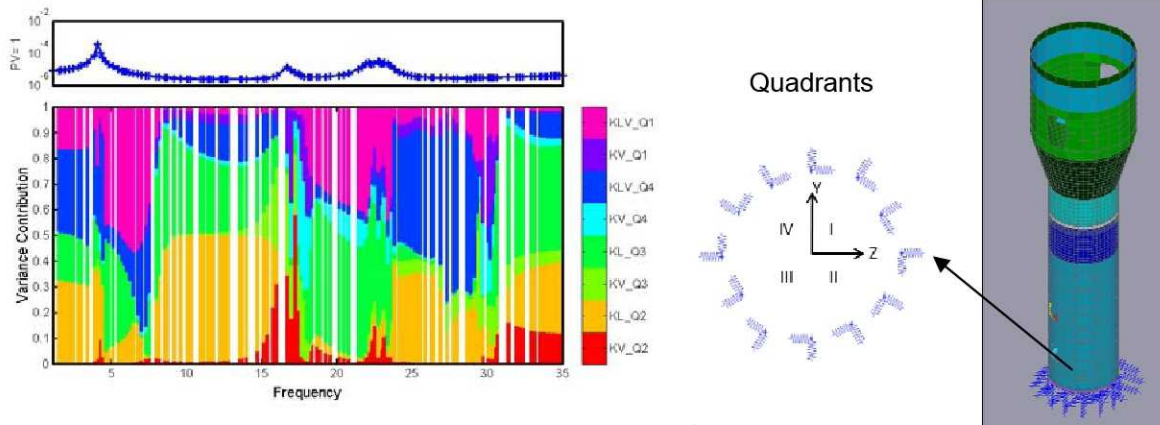 10^-2
10^-4
10^-6
PV= 1
1
0.9
0.8
0.7
0.6
0.5
0.4
0.3
0.2
0.1
0
Variance Contribution
5
10
15
20
25
30
35
Frequency
KLV_Q1
KV_Q1
KLV_Q4
KV_Q4
KL_Q3
KV_Q3
KL_Q2
KV_Q2
Quadrants
Y
IV I
Z
III II